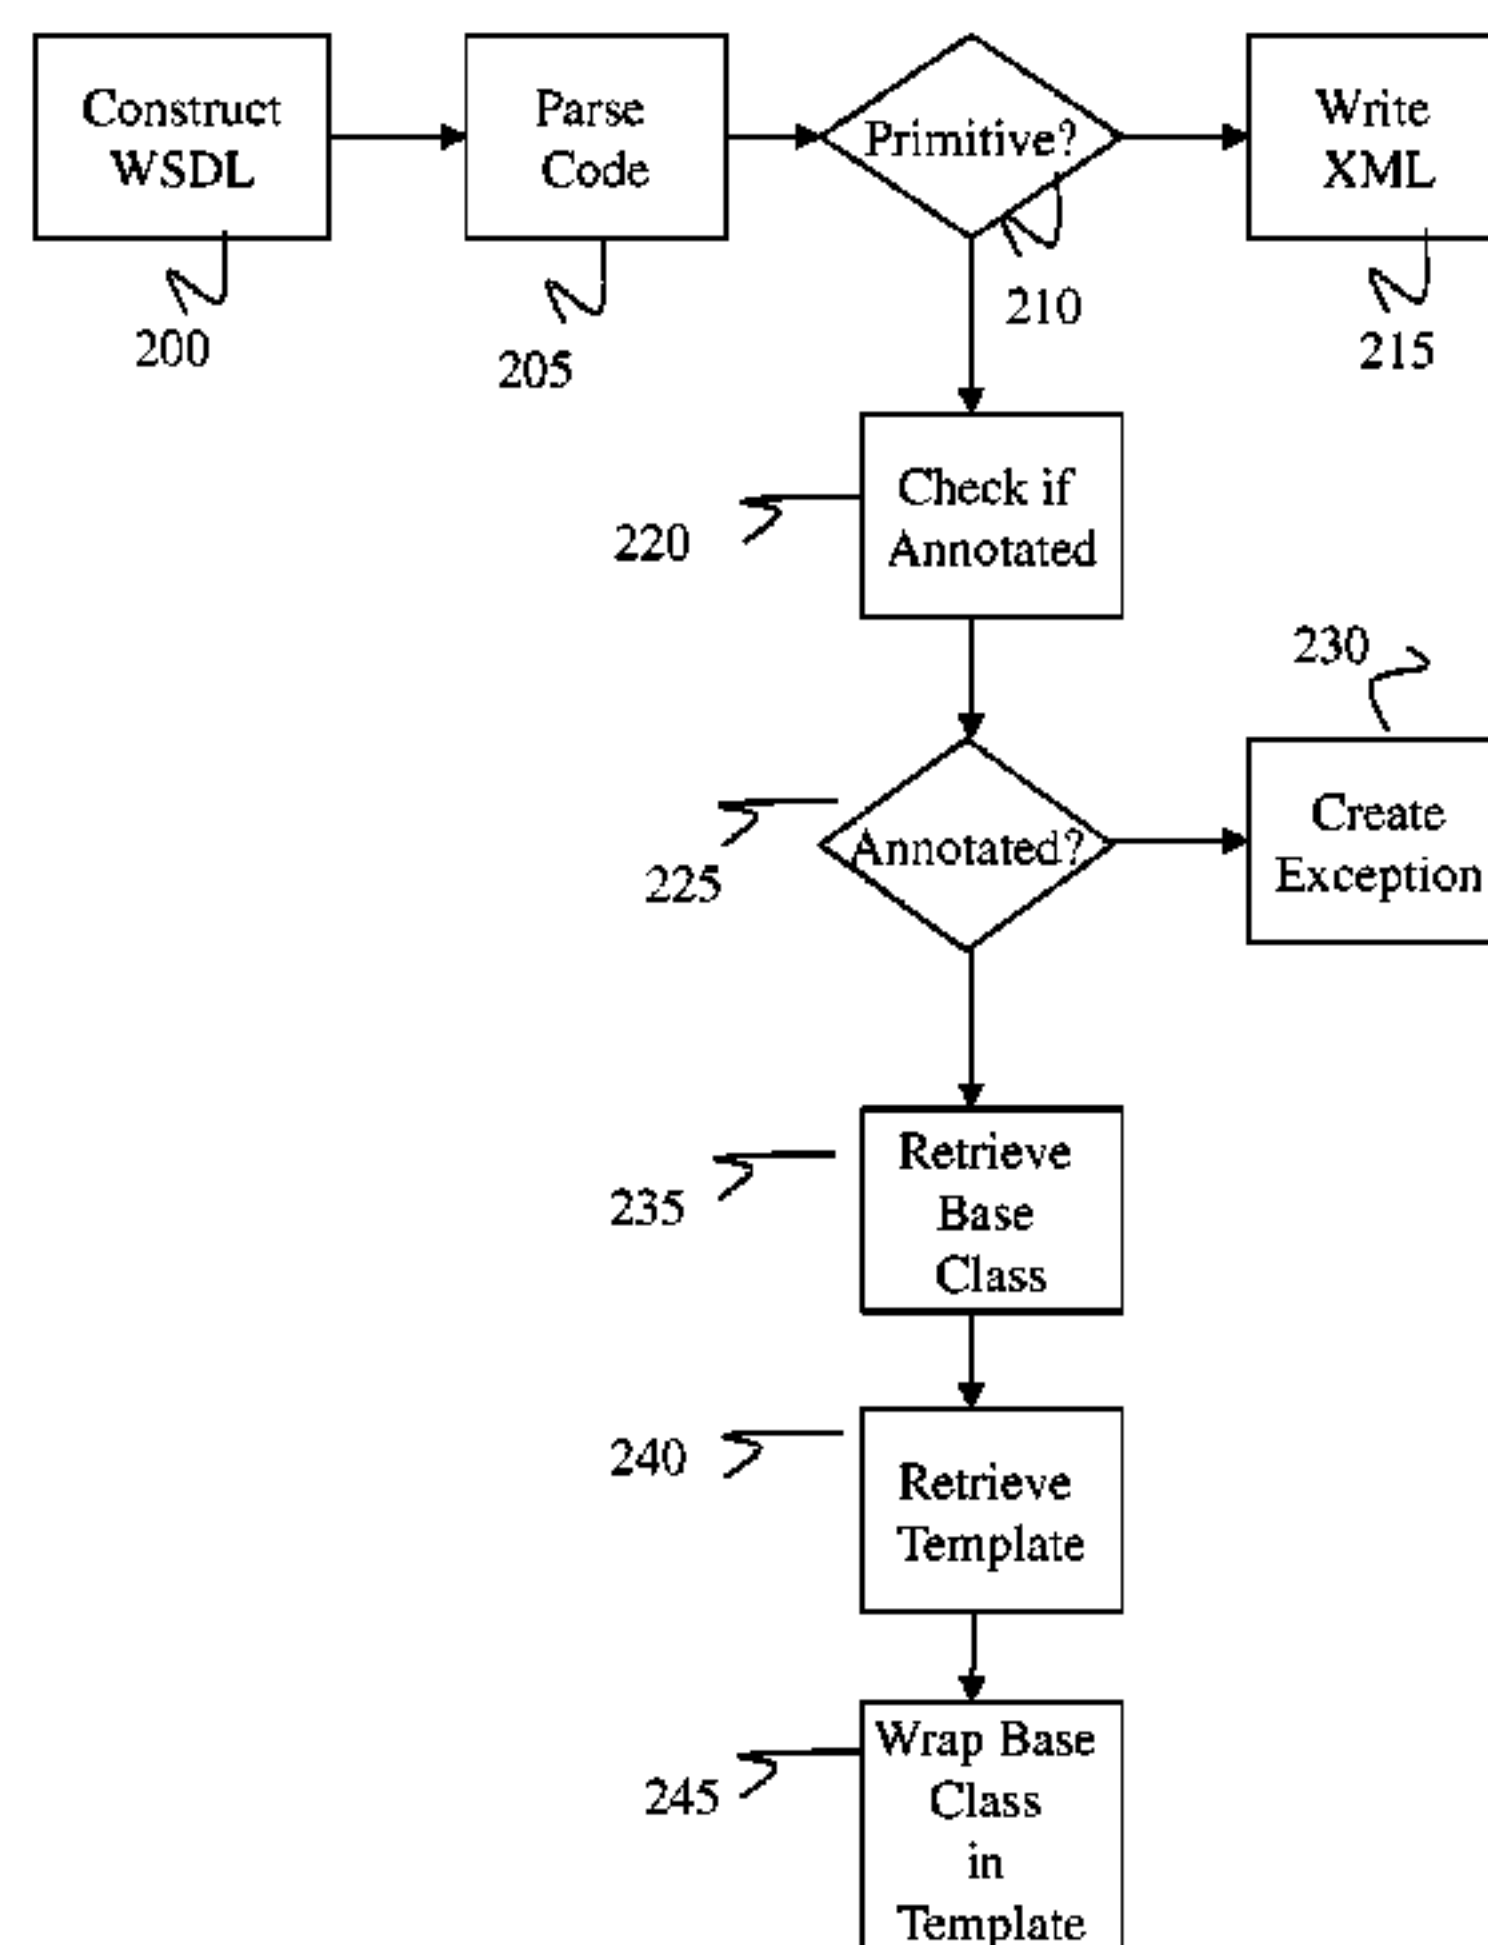 Construct
WSDL
Parse
Code
Primitive?
Write
XML
200
205
210
215
Check if
Annotated
220
230
Annotated?
225
Create
Exception
Retrieve
Base
Class
235
Retrieve
Template
240
Wrap Base
Class
in
Template
245